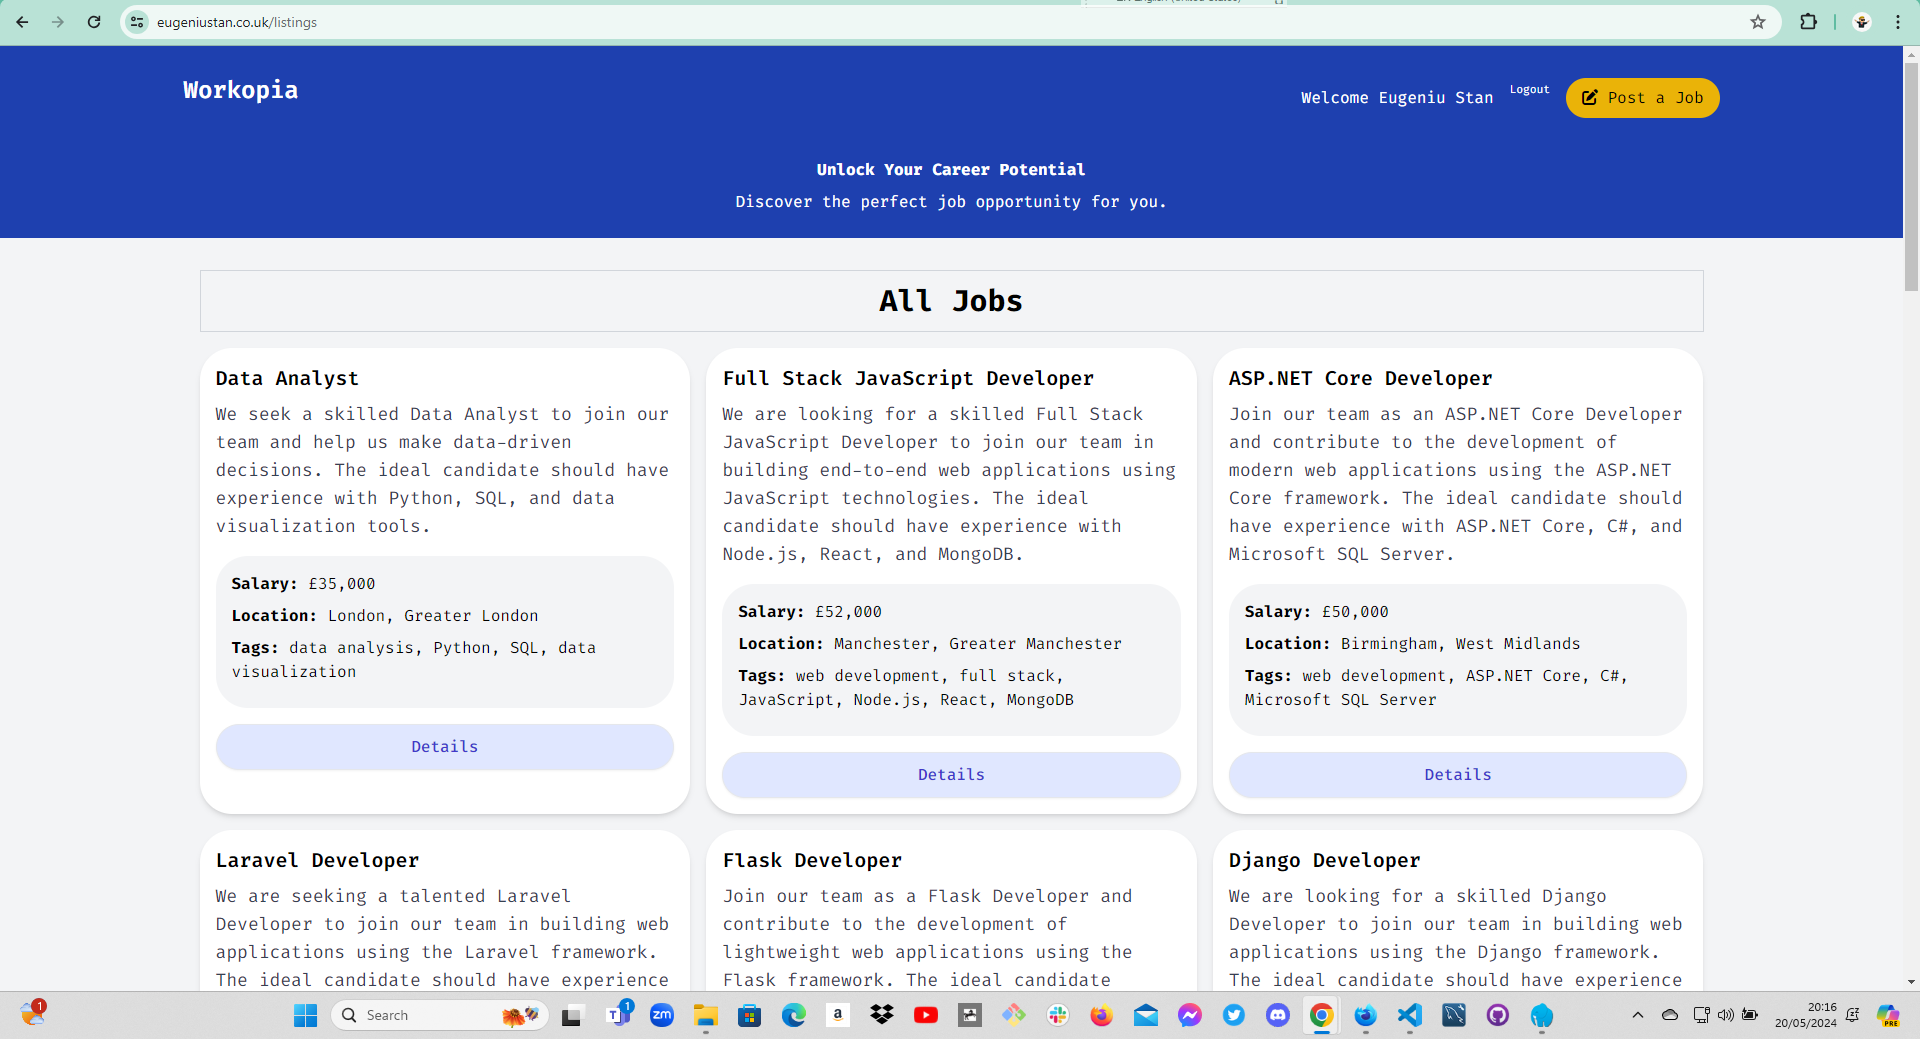 EN English (United States)
eugeniustan.co.uk/listings
Workopia
Welcome Eugeniu Stan
Logout
Post a Job
Unlock Your Career Potential
Discover the perfect job opportunity for you.
All Jobs
Data Analyst
We seek a skilled Data Analyst to join our
team and help us make data-driven
decisions. The ideal candidate should have
experience with Python, SQL, and data
visualization tools.
Salary: £35,000
Location: London, Greater London
Tags: data analysis, Python, SQL, data
visualization
Details
Full Stack JavaScript Developer
We are looking for a skilled Full Stack
JavaScript Developer to join our team in
building end-to-end web applications using
JavaScript technologies. The ideal
candidate should have experience with
Node.js, React, and MongoDB.
Salary: £52,000
Location: Manchester, Greater Manchester
Tags: web development, full stack,
JavaScript, Node.js, React, MongoDB
Details
ASP.NET Core Developer
Join our team as an ASP.NET Core Developer
and contribute to the development of
modern web applications using the ASP.NET
Core framework. The ideal candidate should
have experience with ASP.NET Core, C#, and
Microsoft SQL Server.
Salary: £50,000
Location: Birmingham, West Midlands
Tags: web development, ASP.NET Core, C#,
Microsoft SQL Server
Details
Laravel Developer
We are seeking a talented Laravel
Developer to join our team in building web
applications using the Laravel framework.
The ideal candidate should have experience
Flask Developer
Join our team as a Flask Developer and
contribute to the development of
lightweight web applications using the
Flask framework. The ideal candidate
Django Developer
We are looking for a skilled Django
Developer to join our team in building web
applications using the Django framework.
The ideal candidate should have experience
1
Search
T
1
zm
a
20:16
20/05/2024
PRE